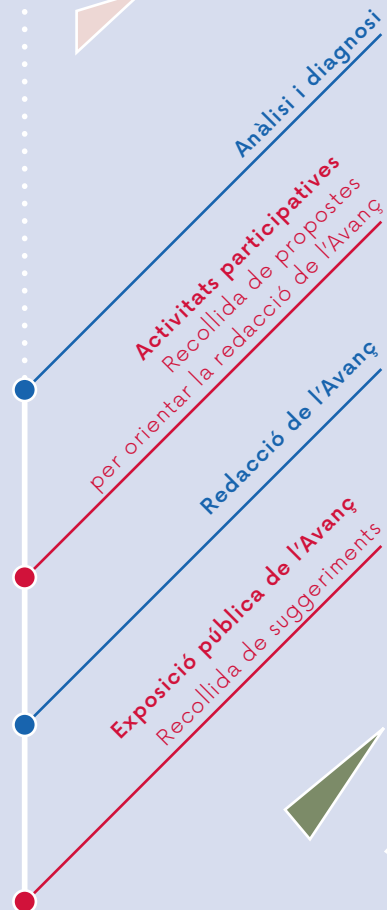 Anàlisi i diagnosi
Activitats participatives
Recollida de propostes
per orientar la redacció de l'Avanç
Redacció de l'Avanç
Exposició pública de l'Avanç
Recollida de suggeriments